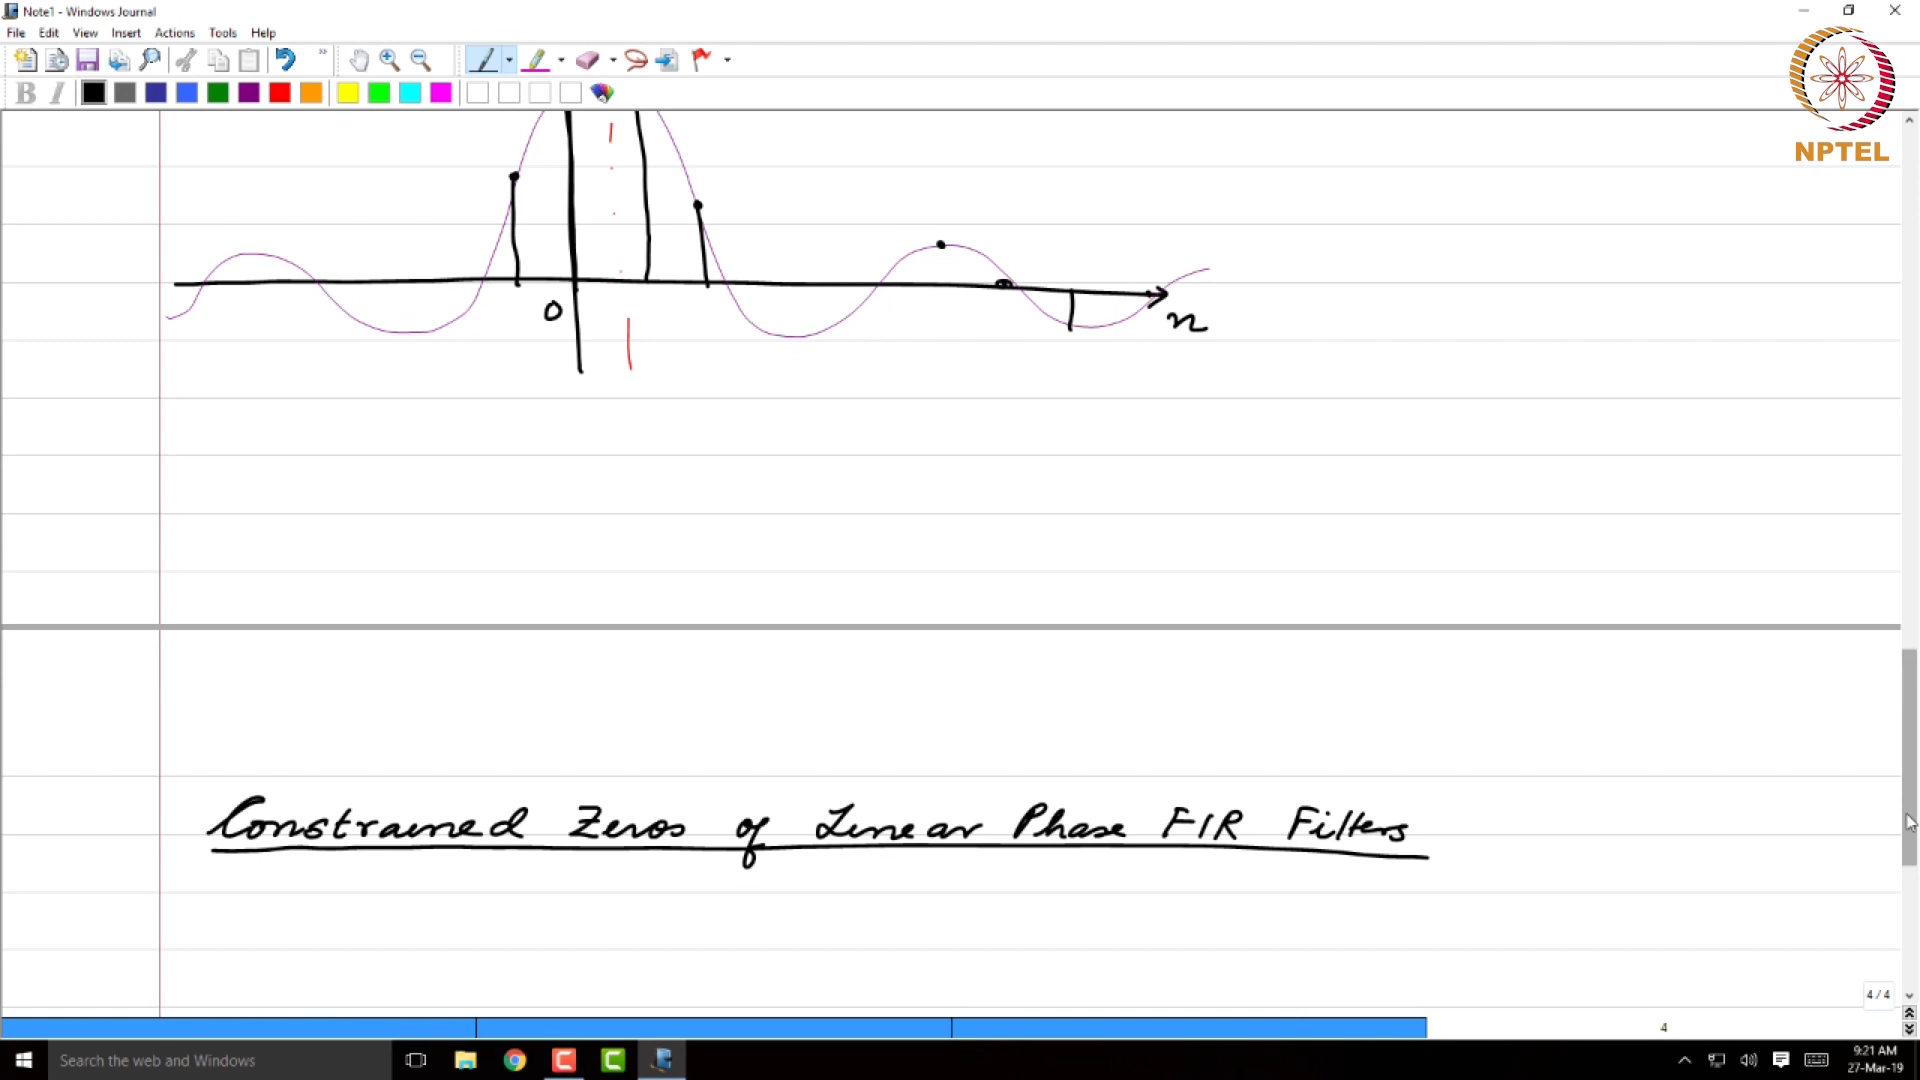 Note1 - Windows Journal
File Edit View Insert Actions Tools Help
B I
NPTEL
0
n
Constrained Zeros of Linear Phase FIR Filters
4 / 4
4
Search the web and Windows
9:21 AM
27-Mar-19